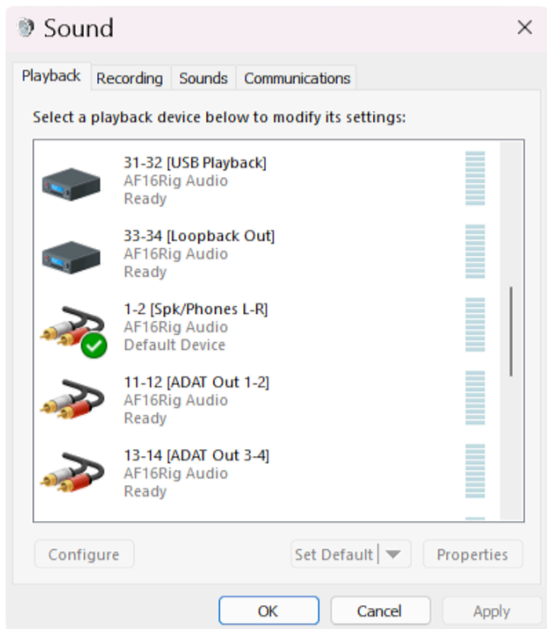 Sound
Playback Recording Sounds Communications
Select a playback device below to modify its settings:
31-32 [USB Playback]
AF16Rig Audio
Ready
33-34 [Loopback Out]
AF16Rig Audio
Ready
1-2 [Spk/Phones L-R]
AF16Rig Audio
Default Device
11-12 [ADAT Out 1-2]
AF16Rig Audio
Ready
13-14 [ADAT Out 3-4]
AF16Rig Audio
Ready
Configure Set Default Properties
OK Cancel Apply